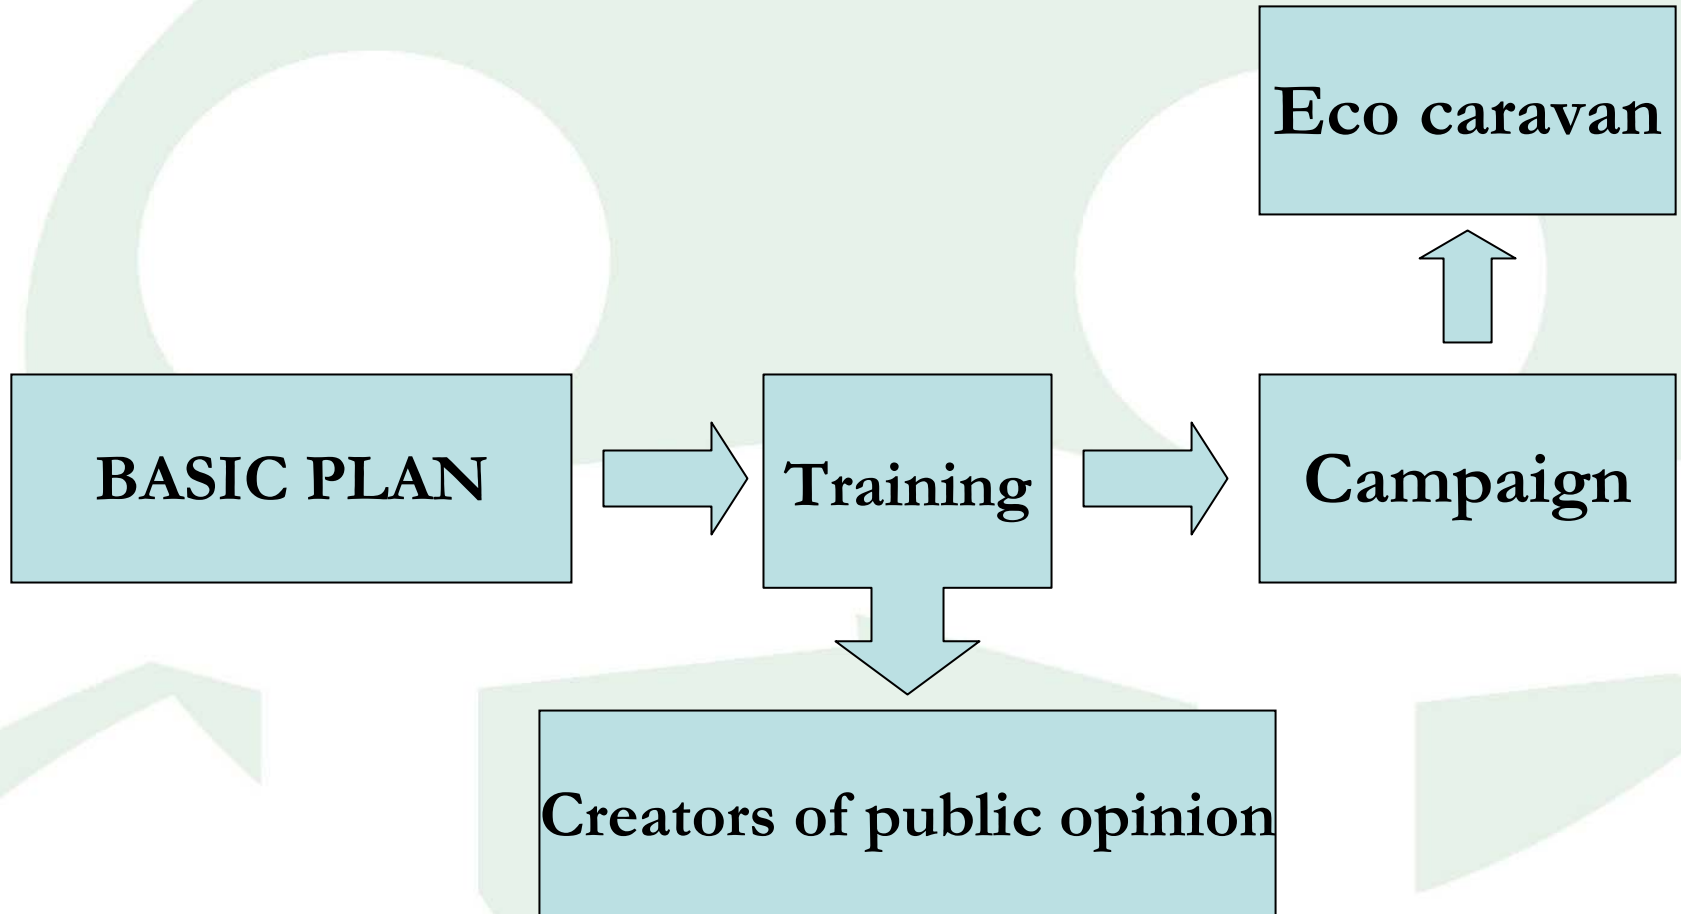 Eco caravan
BASIC PLAN
Training
Campaign
Creators of public opinion